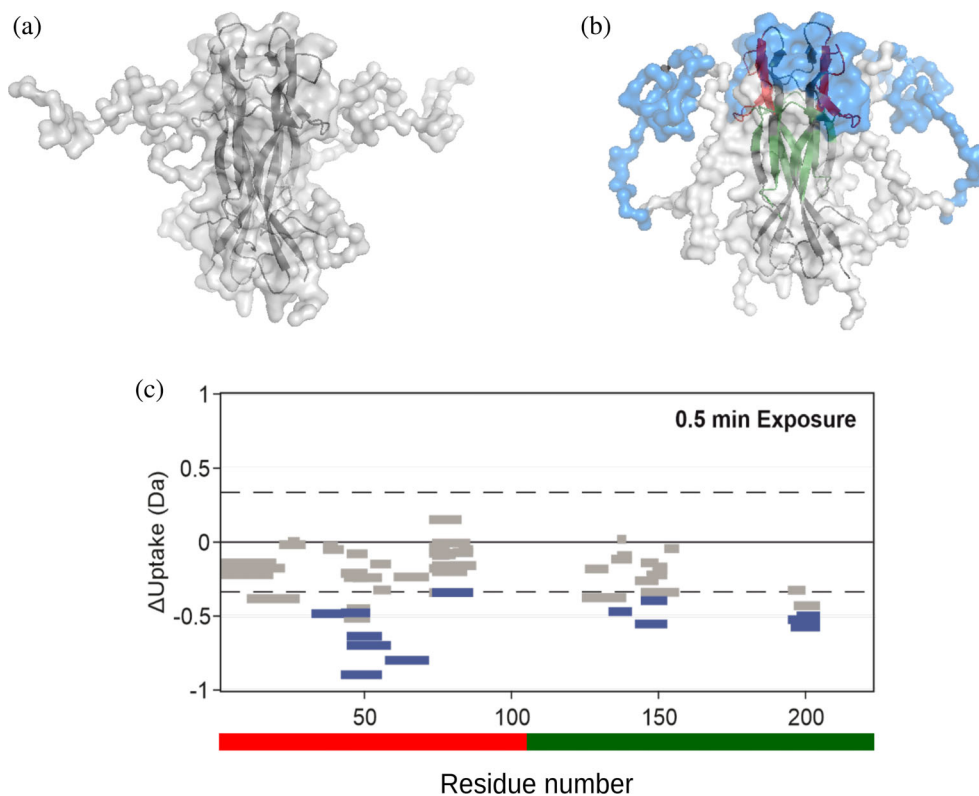 (a)
(b)
(c)
0.5 min Exposure
ΔUptake (Da)
1
0.5
0
-0.5
-1
50
100
150
200
Residue number